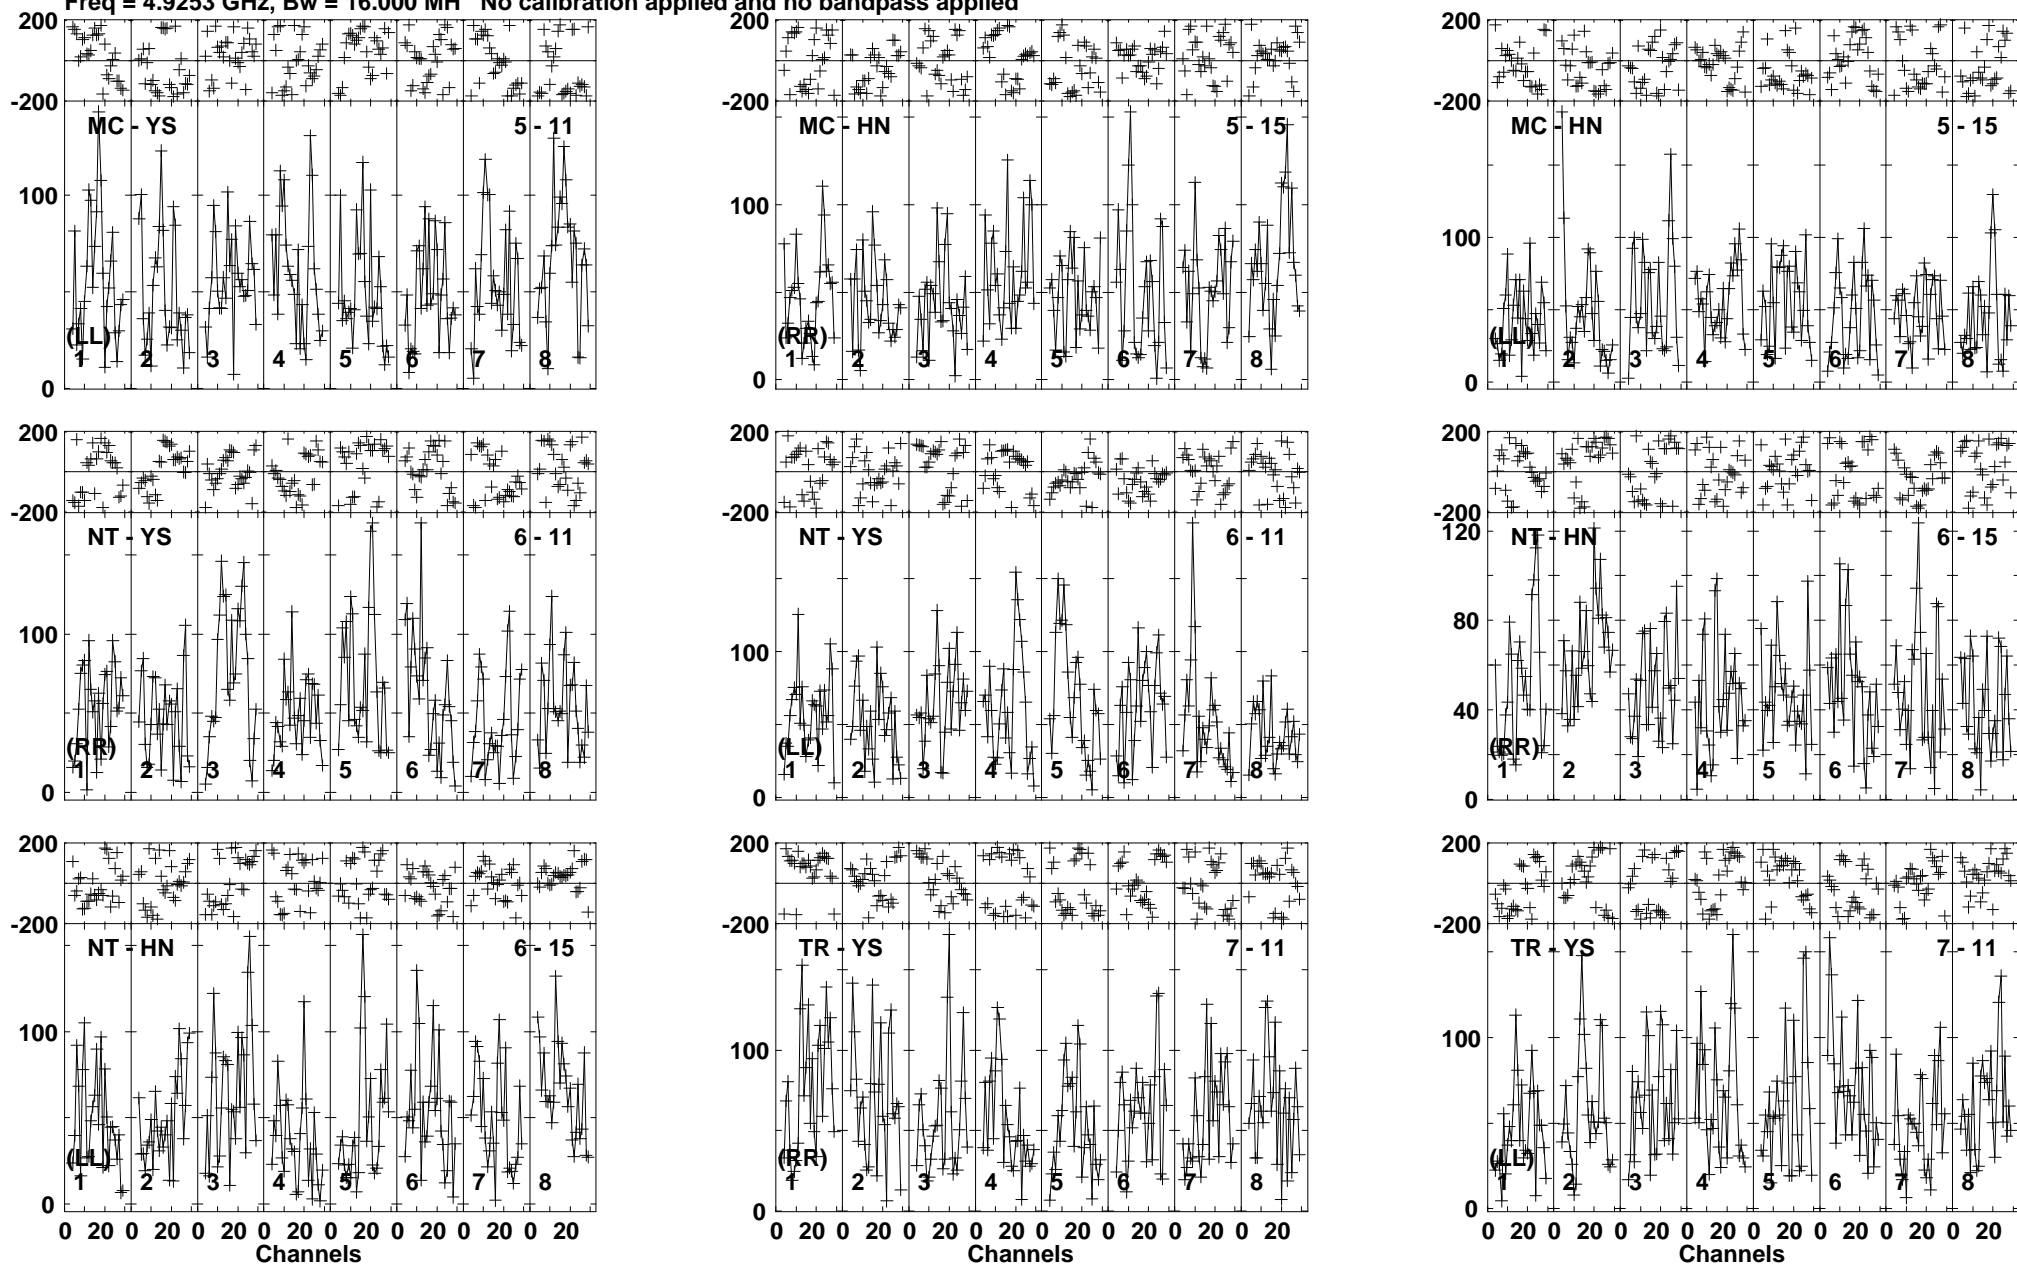 Freq = 4.9253 GHz, Bw = 16.000 MH No calibration applied and no bandpass applied
200 200 200
-200 -200 -200
MC - YS 5 - 11 MC - HN 5 - 15 MC - HN 5 - 15
100 100 100
(LL) (RR) (LL)
1 2 3 4 5 6 7 8 1 2 3 4 5 6 7 8 1 2 3 4 5 6 7 8
0 0 0
200 200 200
-200 -200 -200
NT - YS 6 - 11 NT - YS 6 - 11 NT - HN 6 - 15
120
100 100 80
40
(RR) (LL) (RR)
1 2 3 4 5 6 7 8 1 2 3 4 5 6 7 8 1 2 3 4 5 6 7 8
0 0 0
200 200 200
-200 -200 -200
NT - HN 6 - 15 TR - YS 7 - 11 TR - YS 7 - 11
100 100 100
(LL) (RR) (LL)
1 2 3 4 5 6 7 8 1 2 3 4 5 6 7 8 1 2 3 4 5 6 7 8
0 0 0
0 20 0 20 0 20 0 20 0 20 0 20 0 20 0 20 0 20 0 20 0 20 0 20 0 20 0 20 0 20 0 20 0 20 0 20 0 20 0 20 0 20 0 20 0 20 0 20
Channels Channels Channels